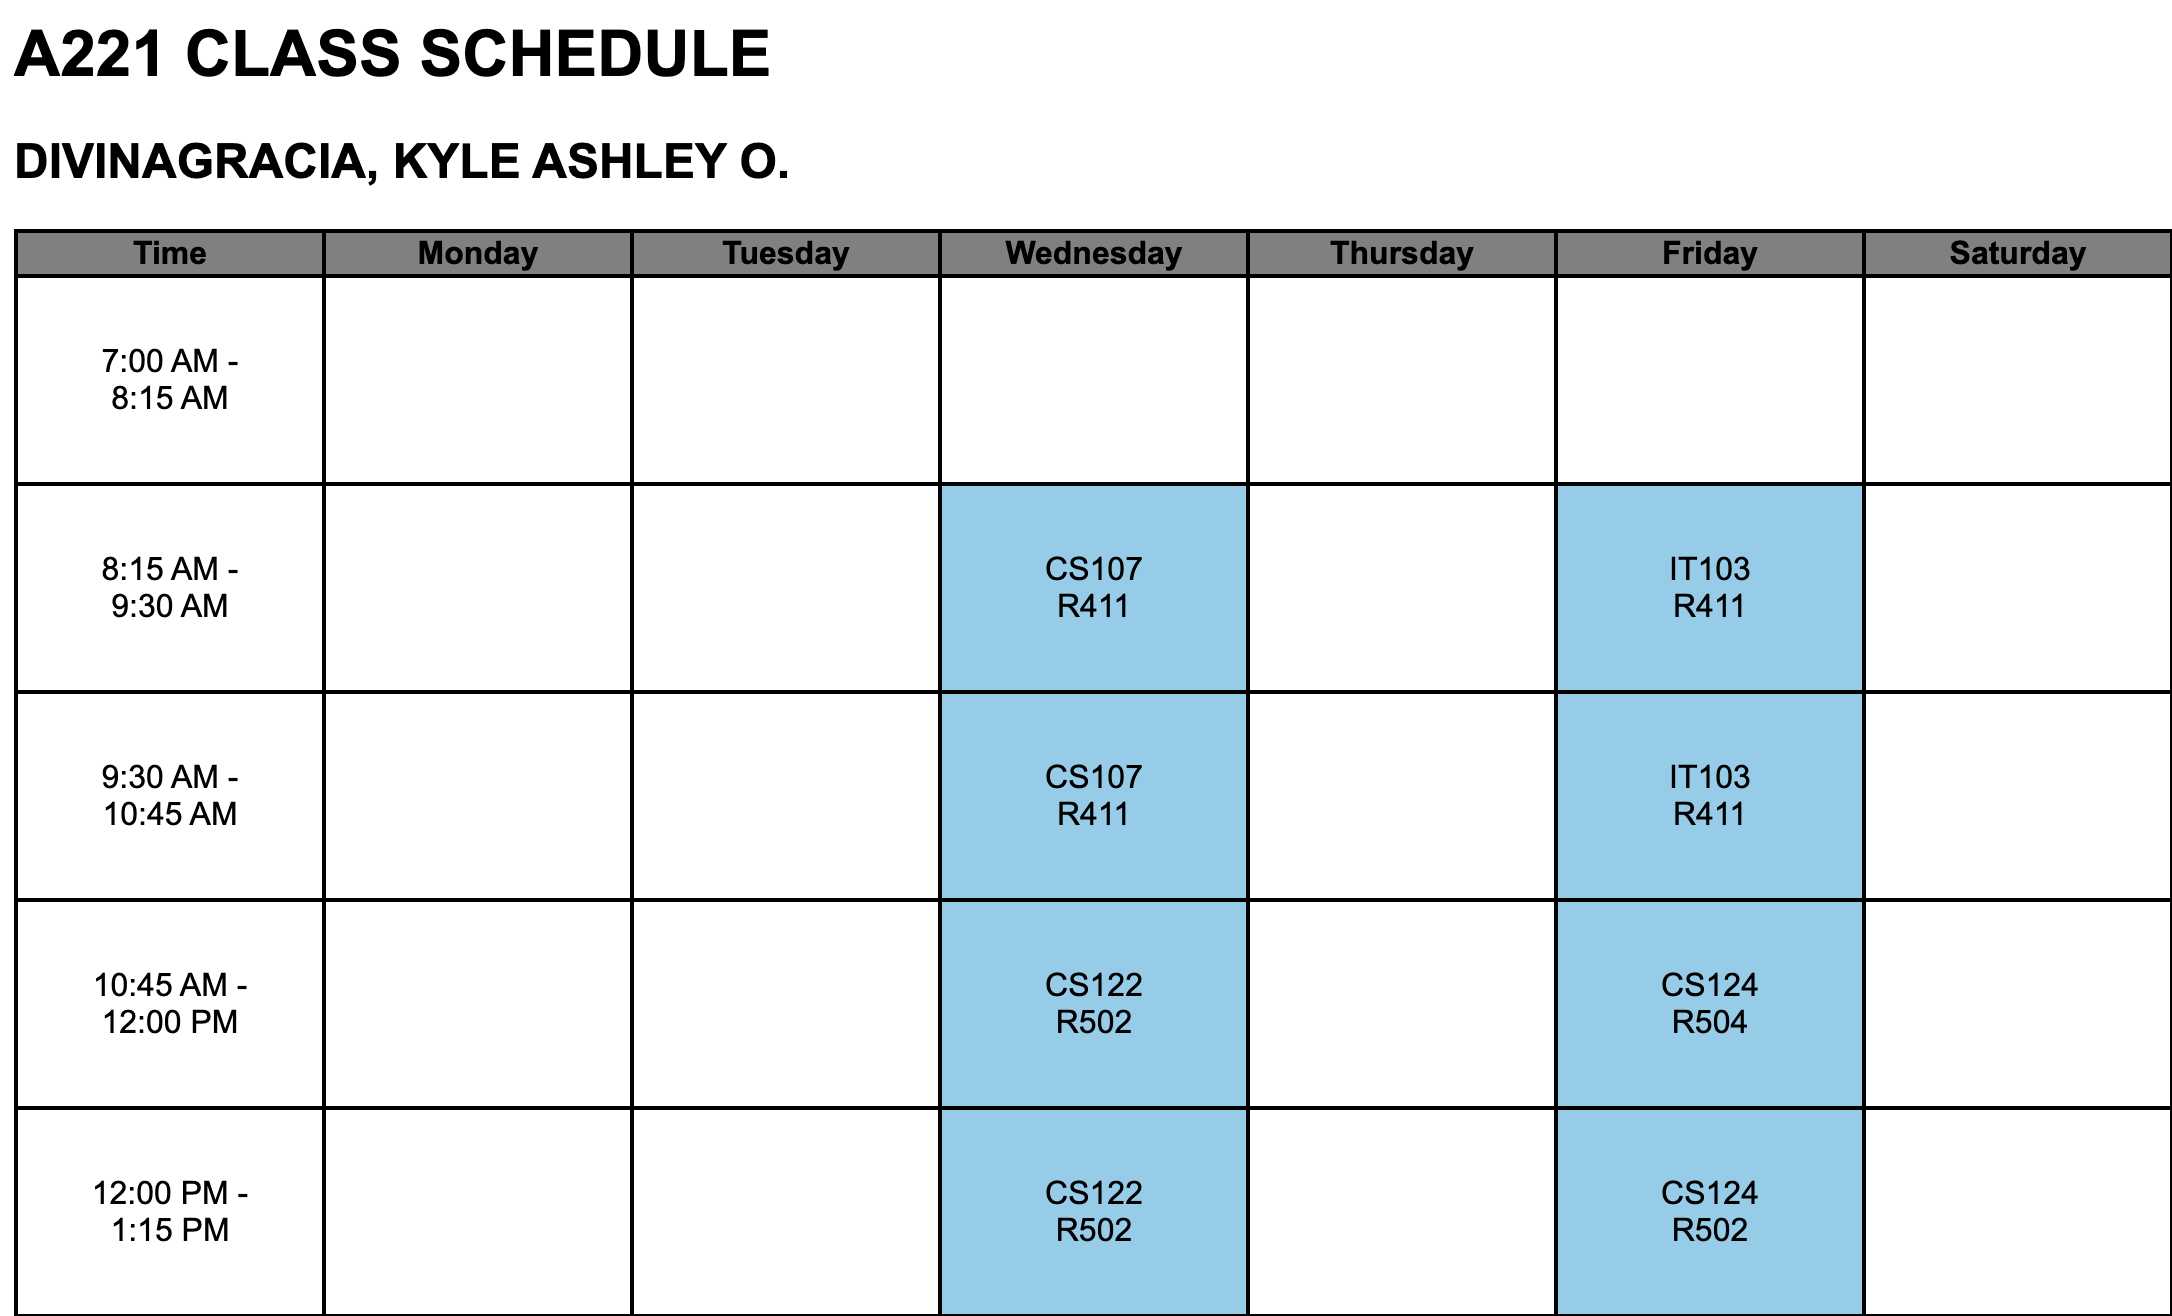 A221 CLASS SCHEDULE
DIVINAGRACIA, KYLE ASHLEY O.
Time Monday Tuesday Wednesday Thursday Friday Saturday
7:00 AM -
8:15 AM
8:15 AM - CS107 IT103
9:30 AM R411 R411
9:30 AM - CS107 IT103
10:45 AM R411 R411
10:45 AM - CS122 CS124
12:00 PM R502 R504
12:00 PM - CS122 CS124
1:15 PM R502 R502